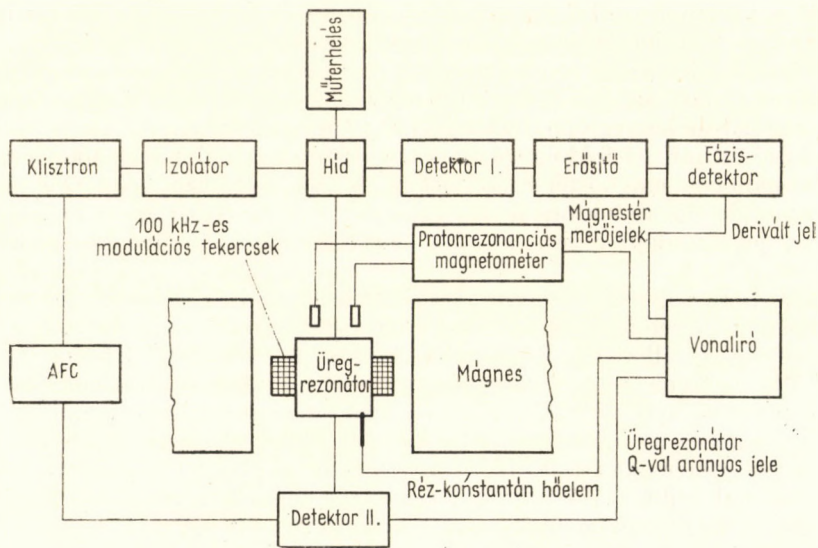 Műterhelés
Klisztron
Izolátor
Híd
Detektor I.
Erősítő
Fázis-
detektor
100 kHz-es
modulációs tekercsek
Protonrezonanciás
magnetométer
Mágnestér
mérőjelek
Derivált jel
AFC
Üreg-
rezonátor
Mágnes
Vonalíró
Réz-konstantán hőelem
Üregrezonátor
Q-val arányos jele
Detektor II.